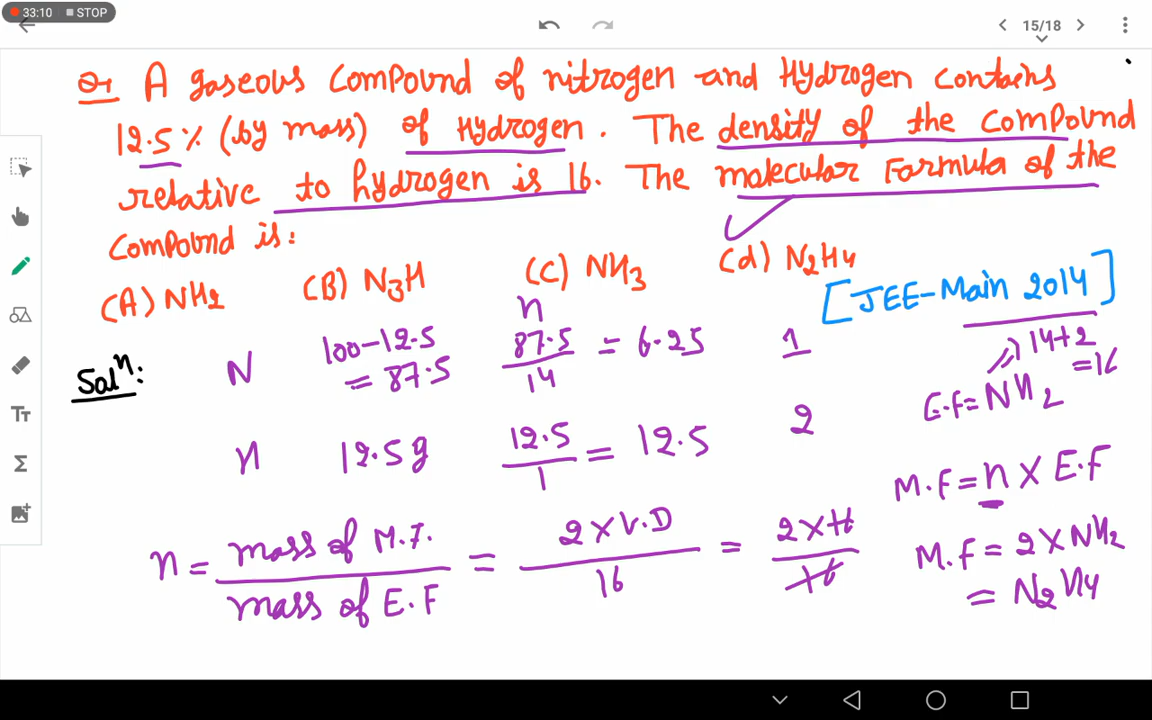 33:10 STOP
15/18
Q1 A gaseous Compound of nitrogen and Hydrogen contains
12.5% (by mass) of Hydrogen. The density of the compound
relative to hydrogen is 16. The molecular Formula of the
Compound is:
(A) NH2 (B) N3H (C) NH3 (d) N2H4
[JEE-Main 2014]
Solⁿ: N 100-12.5 = 87.5 87.5/14 = 6.25 1
14+2 = 16
E.F = NH2
H 12.5g 12.5/1 = 12.5 2
M.F = n × E.F
n = mass of M.F. / mass of E.F = 2×V.D / 16 = 2×16 / 16
M.F = 2×NH2
= N2H4
Tт
Σ